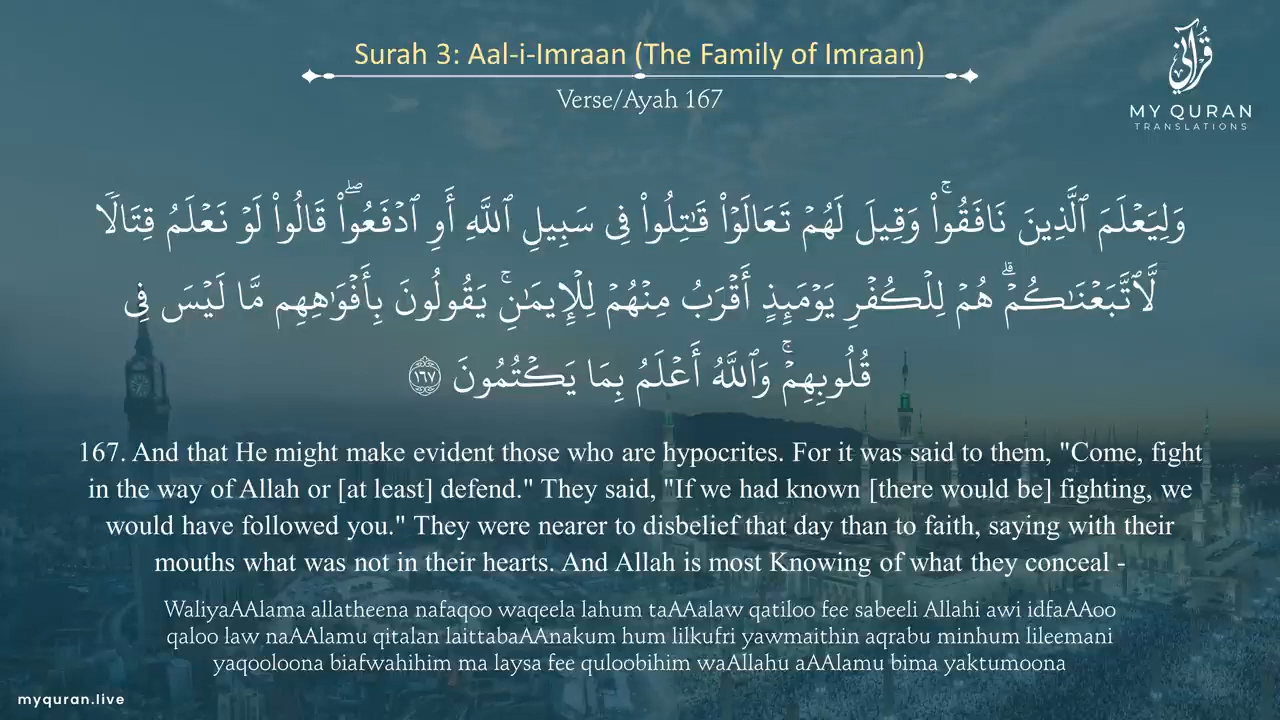 Surah 3: Aal-i-Imraan (The Family of Imraan)
Verse/Ayah 167
قُرْآنِي
MY QURAN
TRANSLATIONS
وَلِيَعْلَمَ ٱلَّذِينَ نَافَقُوا۟ ۚ وَقِيلَ لَهُمْ تَعَالَوْا۟ قَـٰتِلُوا۟ فِى سَبِيلِ ٱللَّهِ أَوِ ٱدْفَعُوا۟ ۖ قَالُوا۟ لَوْ نَعْلَمُ قِتَالًا
لَّٱتَّبَعْنَـٰكُمْ ۗ هُمْ لِلْكُفْرِ يَوْمَئِذٍ أَقْرَبُ مِنْهُمْ لِلْإِيمَـٰنِ ۚ يَقُولُونَ بِأَفْوَٰهِهِم مَّا لَيْسَ فِى
قُلُوبِهِمْ ۚ وَٱللَّهُ أَعْلَمُ بِمَا يَكْتُمُونَ ١٦٧
167. And that He might make evident those who are hypocrites. For it was said to them, "Come, fight
in the way of Allah or [at least] defend." They said, "If we had known [there would be] fighting, we
would have followed you." They were nearer to disbelief that day than to faith, saying with their
mouths what was not in their hearts. And Allah is most Knowing of what they conceal -
WaliyaAAlama allatheena nafaqoo waqeela lahum taAAalaw qatiloo fee sabeeli Allahi awi idfaAAoo
qaloo law naAAlamu qitalan laittabaAAnakum hum lilkufri yawmaithin aqrabu minhum lileemani
yaqooloona biafwahihim ma laysa fee quloobihim waAllahu aAAlamu bima yaktumoona
myquran.live